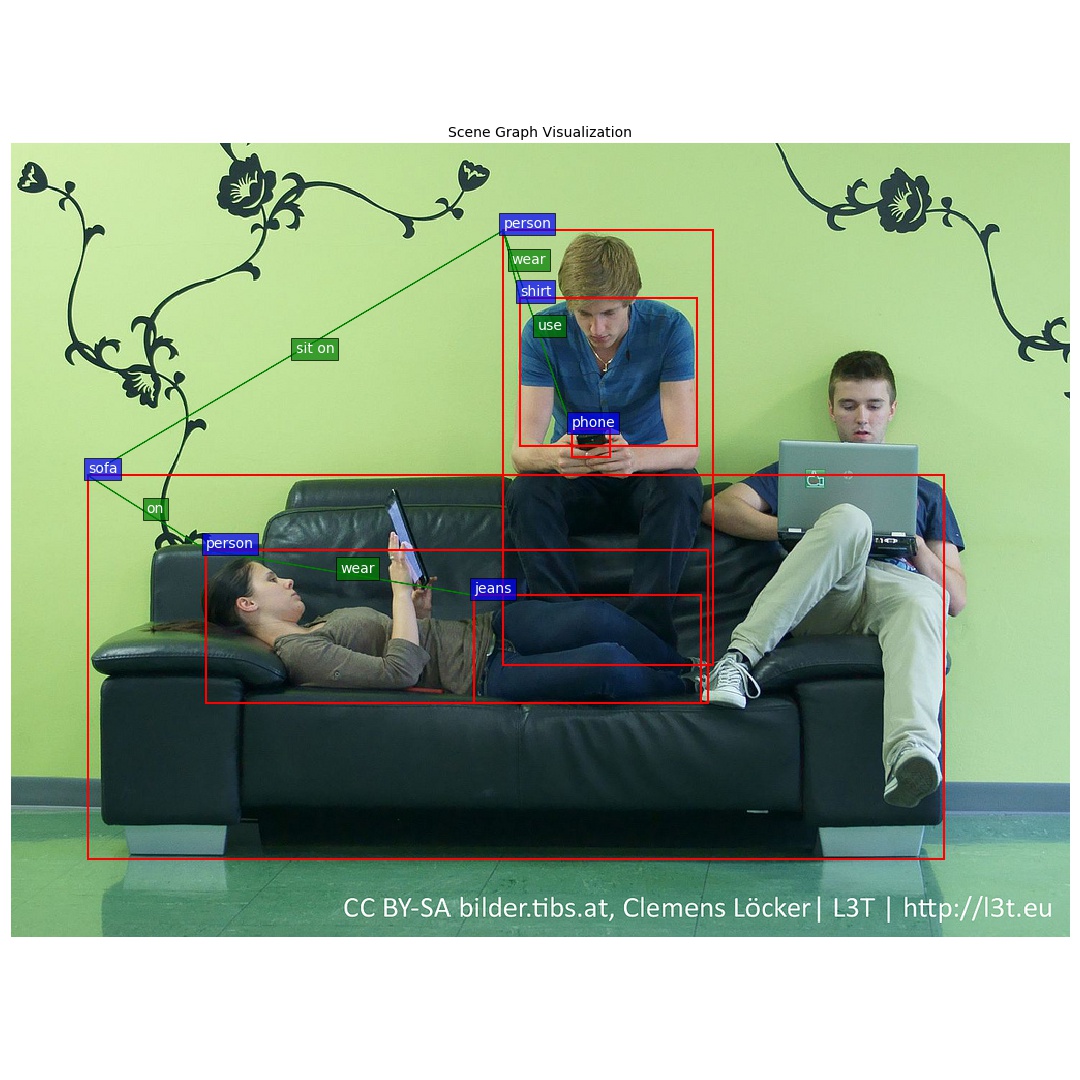 Scene Graph Visualization
person
wear
shirt
use
sit on
phone
sofa
on
person
wear
jeans
CC BY-SA bilder.tibs.at, Clemens Löcker| L3T | http://l3t.eu